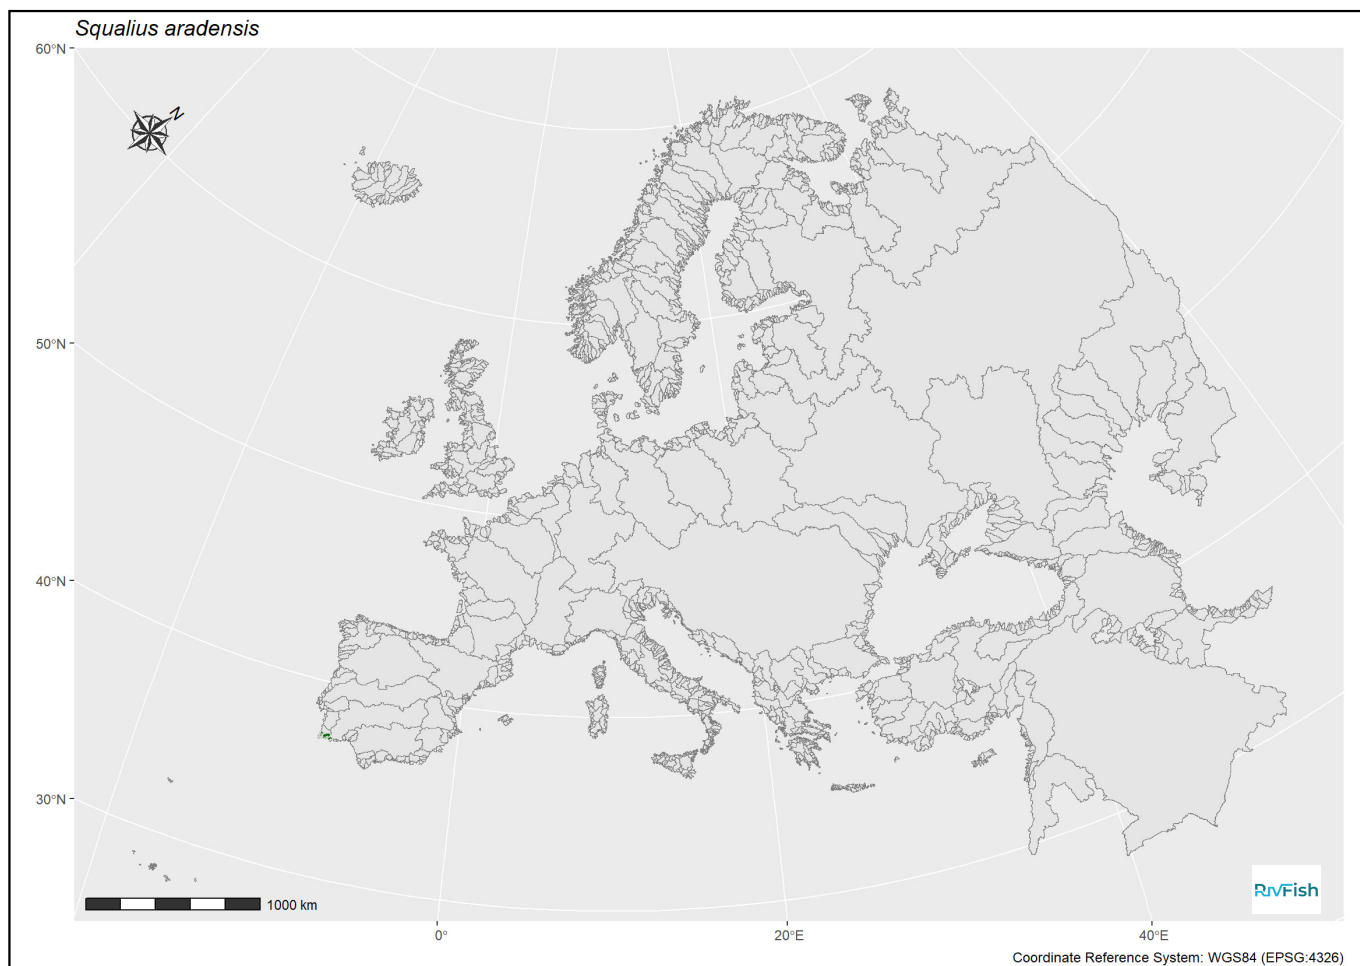 Squalius aradensis
60°N
N
50°N
40°N
30°N
1000 km
RIVFISH
0°
20°E
40°E
Coordinate Reference System: WGS84 (EPSG:4326)